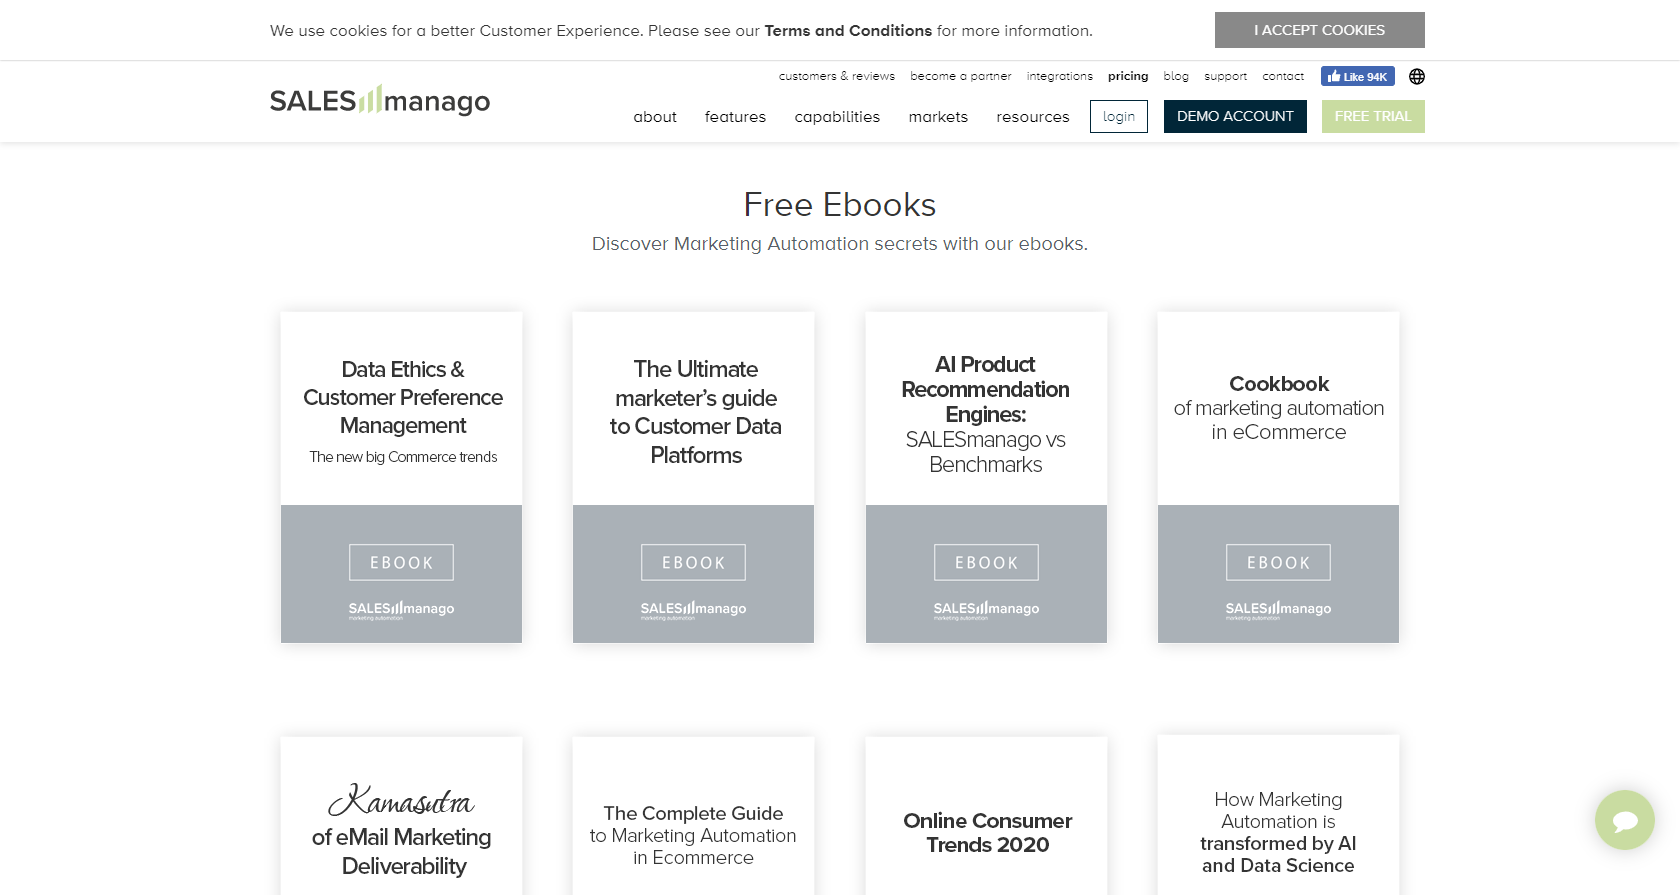 We use cookies for a better Customer Experience. Please see our Terms and Conditions for more information.
I ACCEPT COOKIES
customers & reviews become a partner integrations pricing blog support contact
Like 94K
SALESmanago
about features capabilities markets resources login DEMO ACCOUNT FREE TRIAL
Free Ebooks
Discover Marketing Automation secrets with our ebooks.
Data Ethics &
Customer Preference
Management
The new big Commerce trends
EBOOK
SALESmanago
marketing automation
The Ultimate
marketer’s guide
to Customer Data
Platforms
EBOOK
SALESmanago
marketing automation
AI Product
Recommendation
Engines:
SALESmanago vs
Benchmarks
EBOOK
SALESmanago
marketing automation
Cookbook
of marketing automation
in eCommerce
EBOOK
SALESmanago
marketing automation
Kamasutra
of eMail Marketing
Deliverability
The Complete Guide
to Marketing Automation
in Ecommerce
Online Consumer
Trends 2020
How Marketing
Automation is
transformed by AI
and Data Science